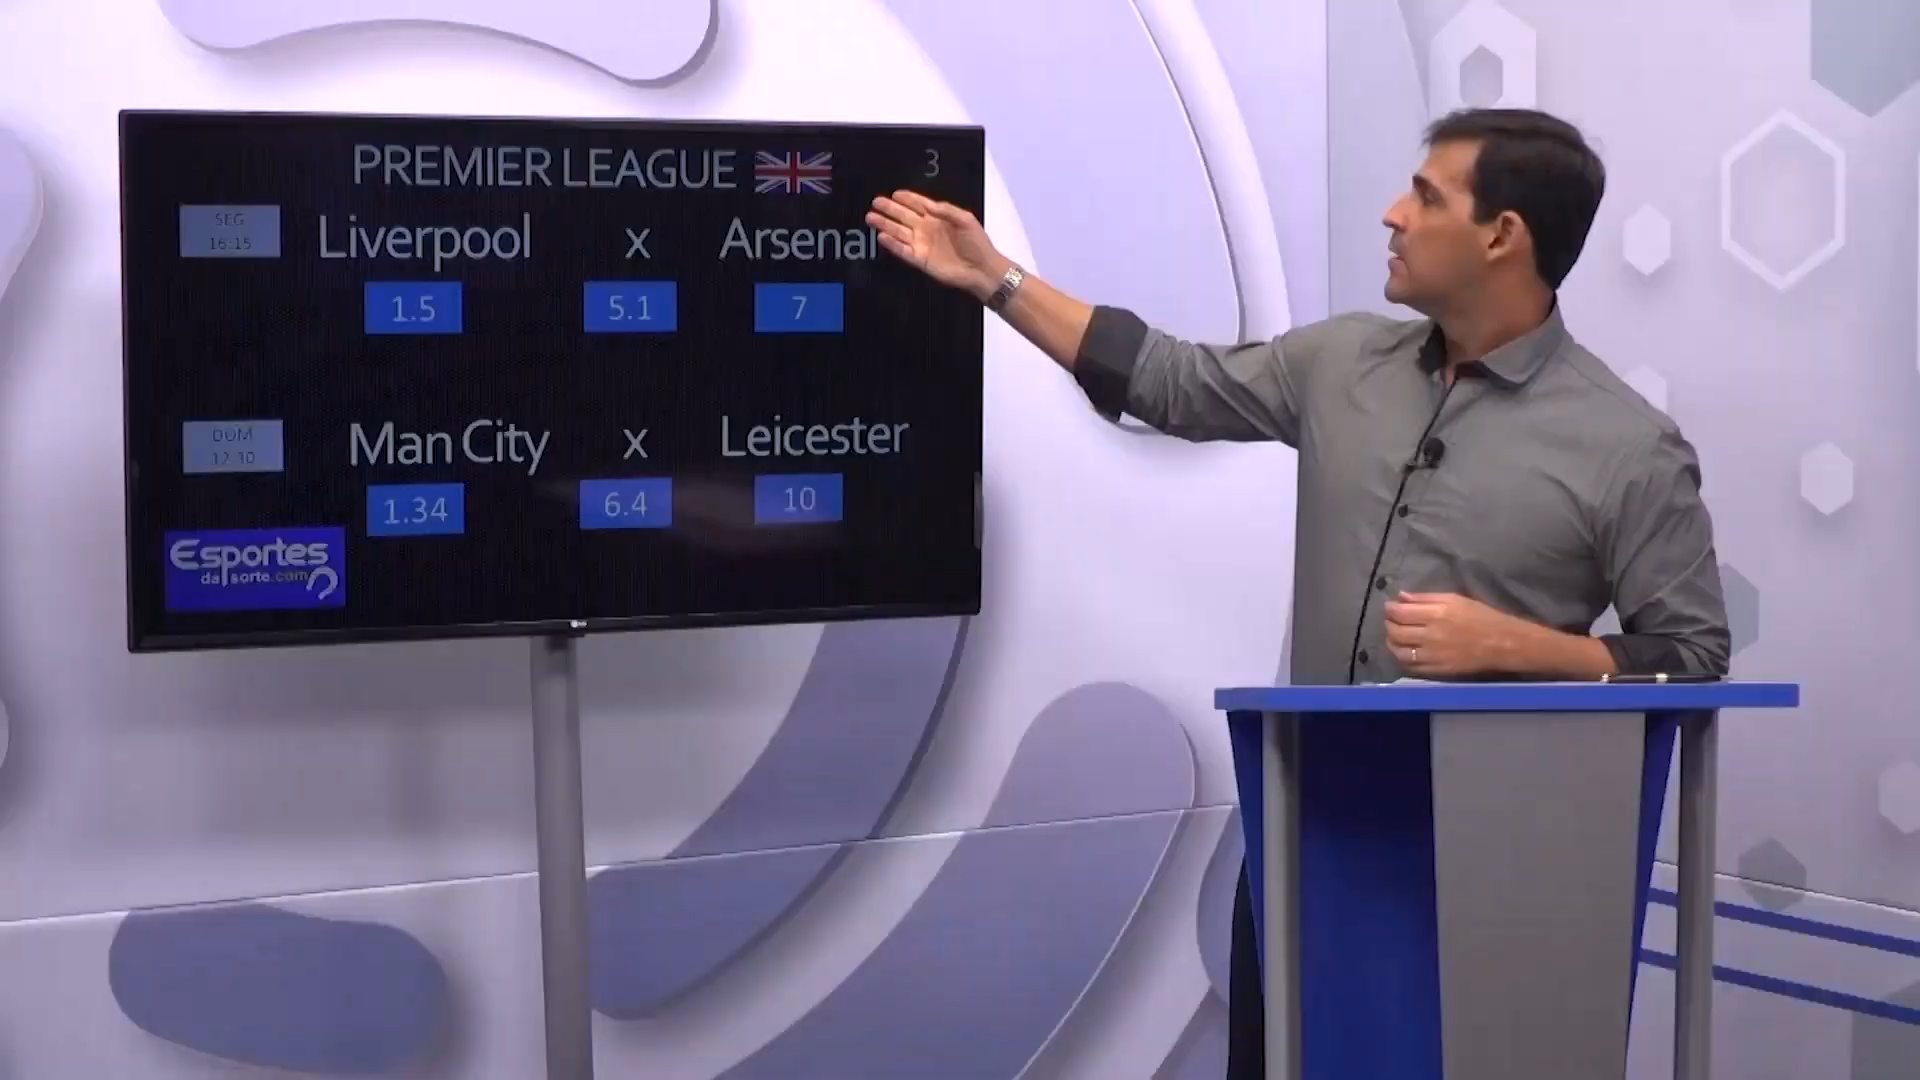 PREMIER LEAGUE
3
SEG
16:15
Liverpool x Arsenal
1.5 5.1 7
DOM
12:30
Man City x Leicester
1.34 6.4 10
Esportes
dasorte.com